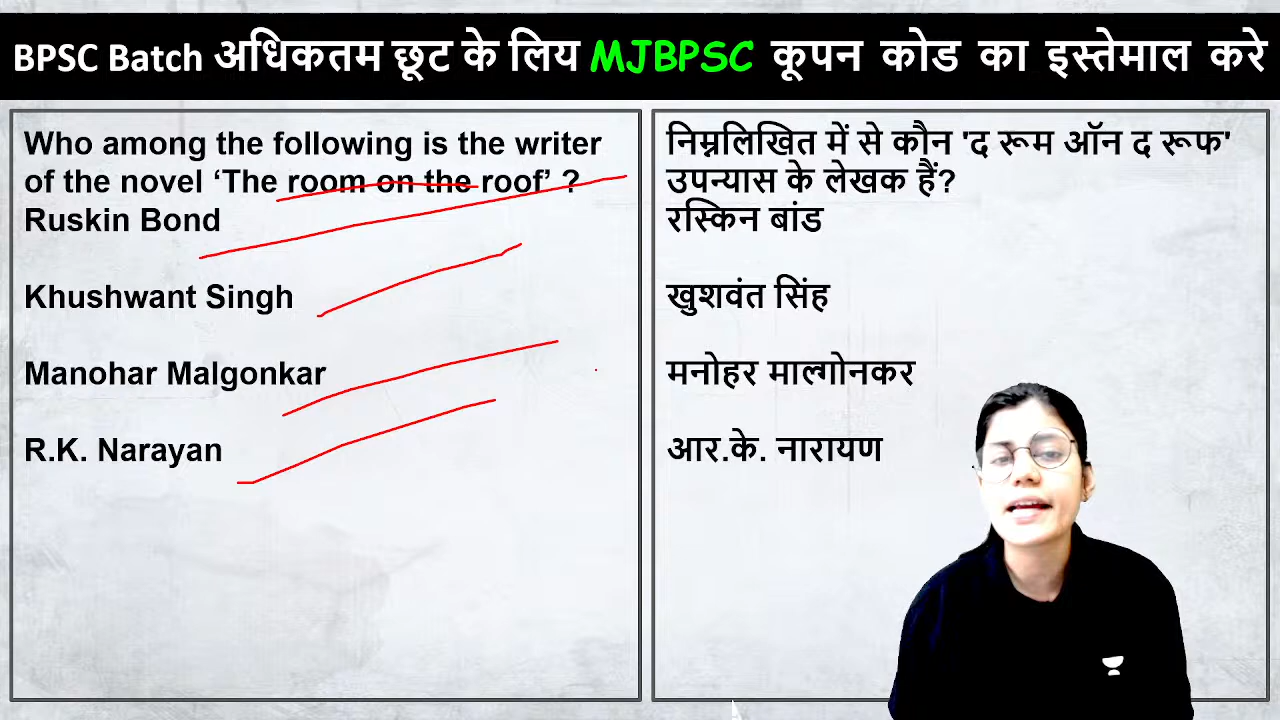 BPSC Batch अधिकतम छूट के लिय MJBPSC कूपन कोड का इस्तेमाल करे
Who among the following is the writer
of the novel ‘The room on the roof’ ?
Ruskin Bond
Khushwant Singh
Manohar Malgonkar
R.K. Narayan
निम्नलिखित में से कौन 'द रूम ऑन द रूफ'
उपन्यास के लेखक हैं?
रस्किन बांड
खुशवंत सिंह
मनोहर माल्गोनकर
आर.के. नारायण